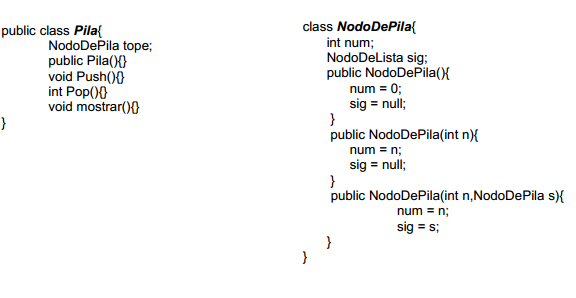 public class Pila{
NodoDePila tope;
public Pila(){}
void Push(){}
int Pop(){}
void mostrar(){}
}
class NodoDePila{
int num;
NodoDeLista sig;
public NodoDePila(){
num = 0;
sig = null;
}
public NodoDePila(int n){
num = n;
sig = null;
}
public NodoDePila(int n,NodoDePila s){
num = n;
sig = s;
}
}